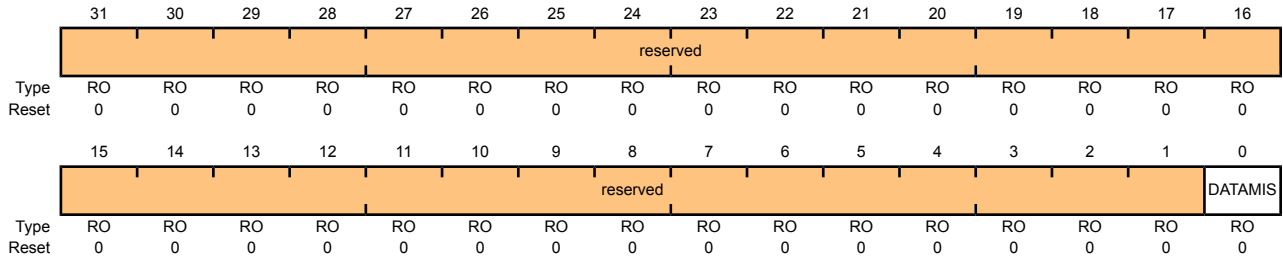 31 30 29 28 27 26 25 24 23 22 21 20 19 18 17 16
reserved
Type RO RO RO RO RO RO RO RO RO RO RO RO RO RO RO RO
Reset 0 0 0 0 0 0 0 0 0 0 0 0 0 0 0 0
15 14 13 12 11 10 9 8 7 6 5 4 3 2 1 0
reserved DATAMIS
Type RO RO RO RO RO RO RO RO RO RO RO RO RO RO RO RO
Reset 0 0 0 0 0 0 0 0 0 0 0 0 0 0 0 0